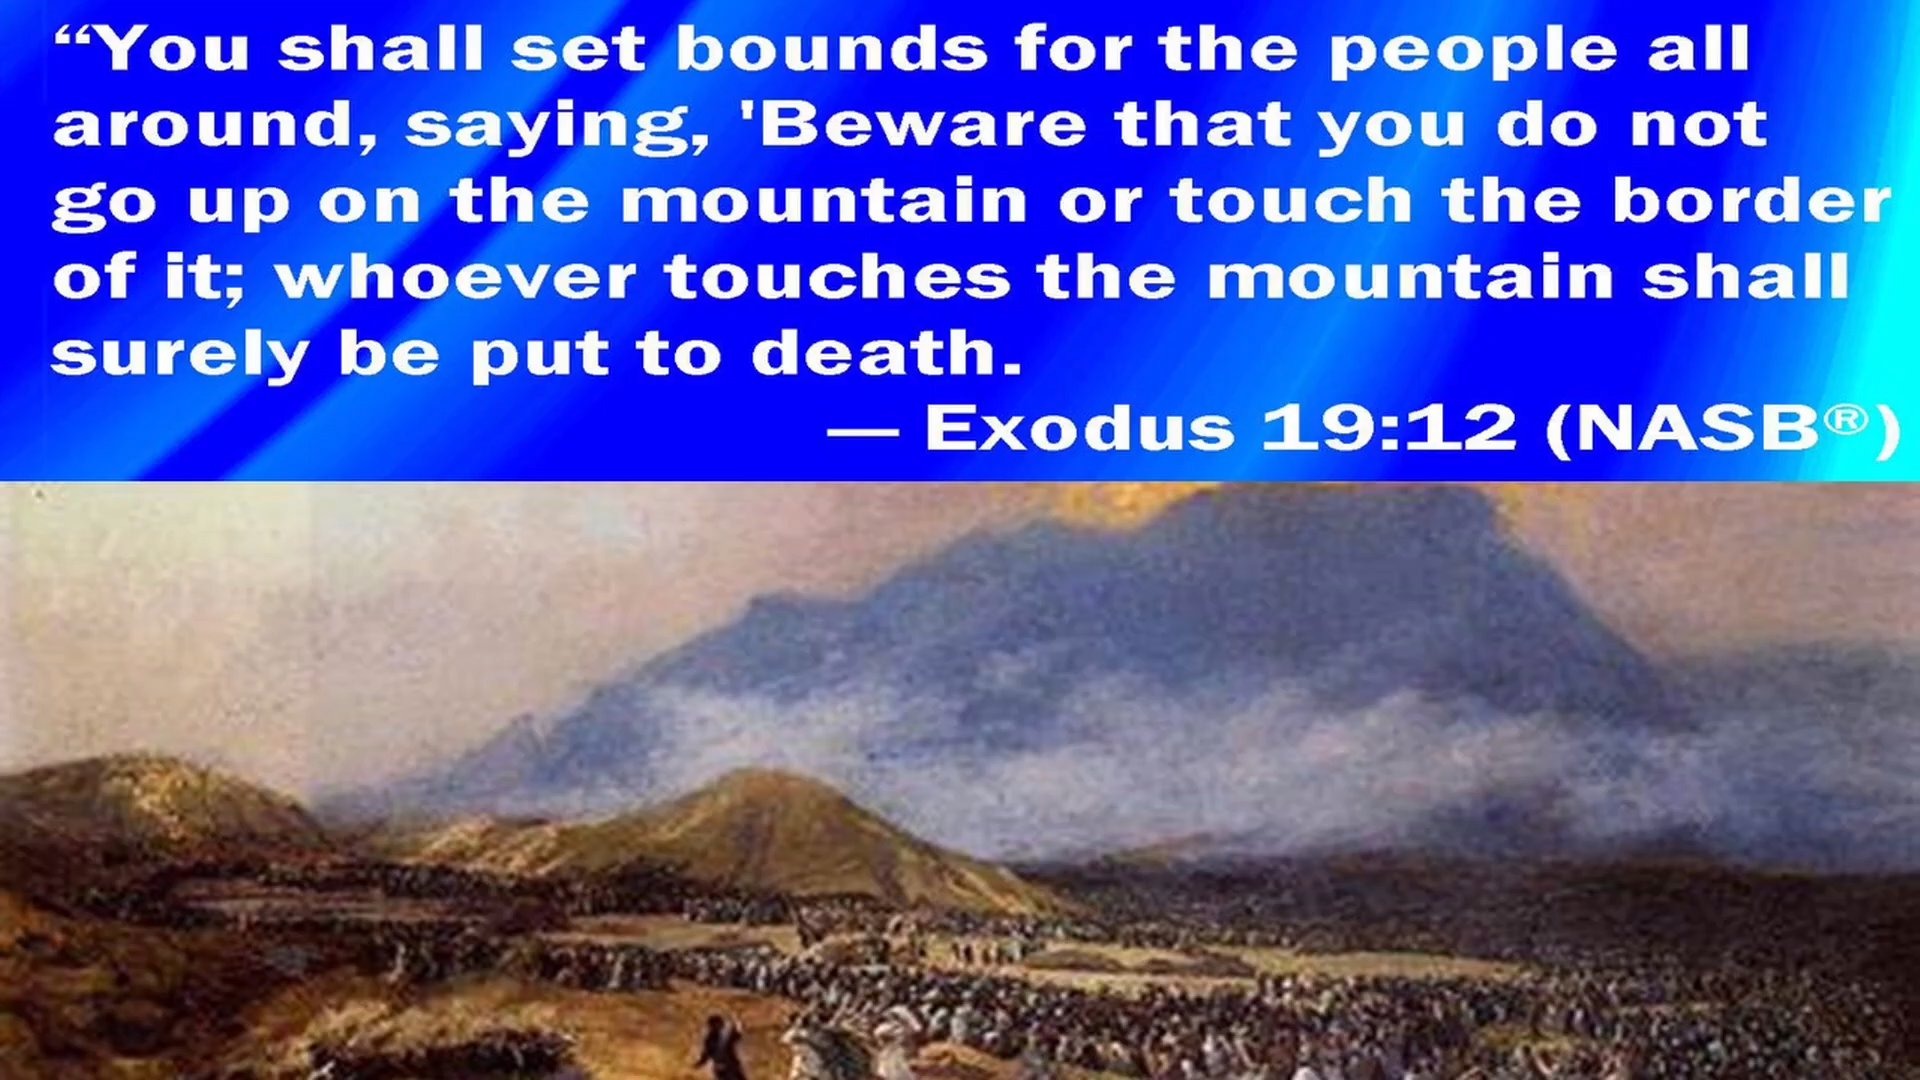 “You shall set bounds for the people all
around, saying, 'Beware that you do not
go up on the mountain or touch the border
of it; whoever touches the mountain shall
surely be put to death.
— Exodus 19:12 (NASB®)